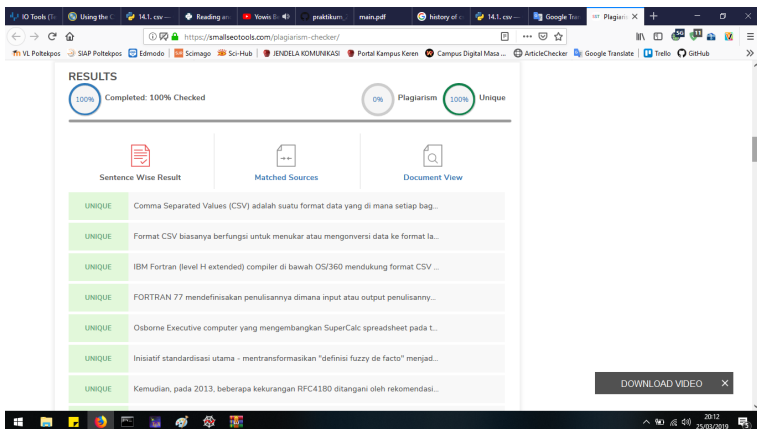 IO Tools (Te
Using the C
14.1. csv —
Reading an
Yowis B
praktikum_
main.pdf
history of c
14.1. csv —
Google Tra
Plagiaris
https://smallseotools.com/plagiarism-checker/
VL Poltekpos
SIAP Poltekpos
Edmodo
Scimago
Sci-Hub
JENDELA KOMUNIKASI
Portal Kampus Keren
Campus Digital Masa ...
ArticleChecker
Google Translate
Trello
GitHub
RESULTS
100%
Completed: 100% Checked
0%
Plagiarism
100%
Unique
Sentence Wise Result
Matched Sources
Document View
UNIQUE Comma Separated Values (CSV) adalah suatu format data yang di mana setiap bag...
UNIQUE Format CSV biasanya berfungsi untuk menukar atau mengonversi data ke format la...
UNIQUE IBM Fortran (level H extended) compiler di bawah OS/360 mendukung format CSV ...
UNIQUE FORTRAN 77 mendefinisakan penulisannya dimana input atau output penulisanny...
UNIQUE Osborne Executive computer yang mengembangkan SuperCalc spreadsheet pada t...
UNIQUE Inisiatif standardisasi utama - mentransformasikan "definisi fuzzy de facto" menjad...
UNIQUE Kemudian, pada 2013, beberapa kekurangan RFC4180 ditangani oleh rekomendasi...
DOWNLOAD VIDEO
20:12
25/03/2019